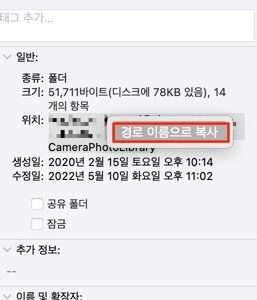 태그 추가...
일반:
종류: 폴더
크기: 51,711바이트(디스크에 78KB 있음), 14
개의 항목
위치:
경로 이름으로 복사
CameraPhotoLibrary
생성일: 2020년 2월 15일 토요일 오후 10:14
수정일: 2022년 5월 10일 화요일 오후 11:02
공유 폴더
잠금
추가 정보:
--
이름 및 확장자: